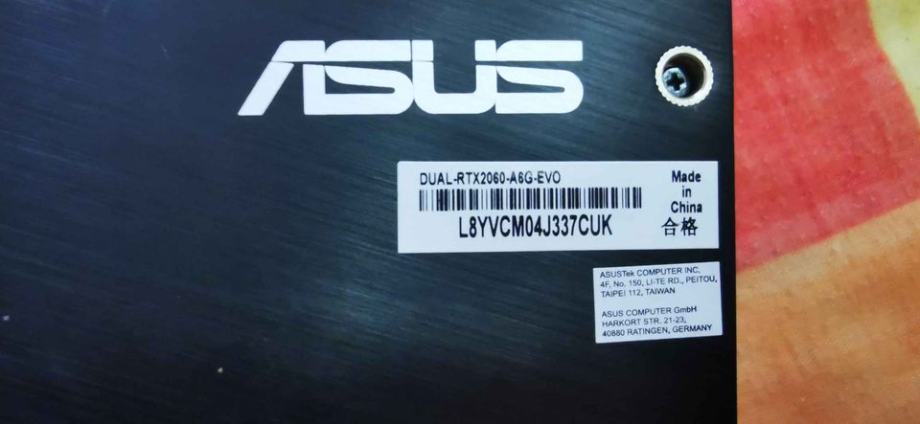 ASUS
DUAL-RTX2060-A6G-EVO
L8YVCM04J337CUK
Made
in
China
合格
ASUSTek COMPUTER INC.
4F, No. 150, LI-TE RD., PEITOU,
TAIPEI 112, TAIWAN
ASUS COMPUTER GmbH
HARKORT STR. 21-23,
40880 RATINGEN, GERMANY